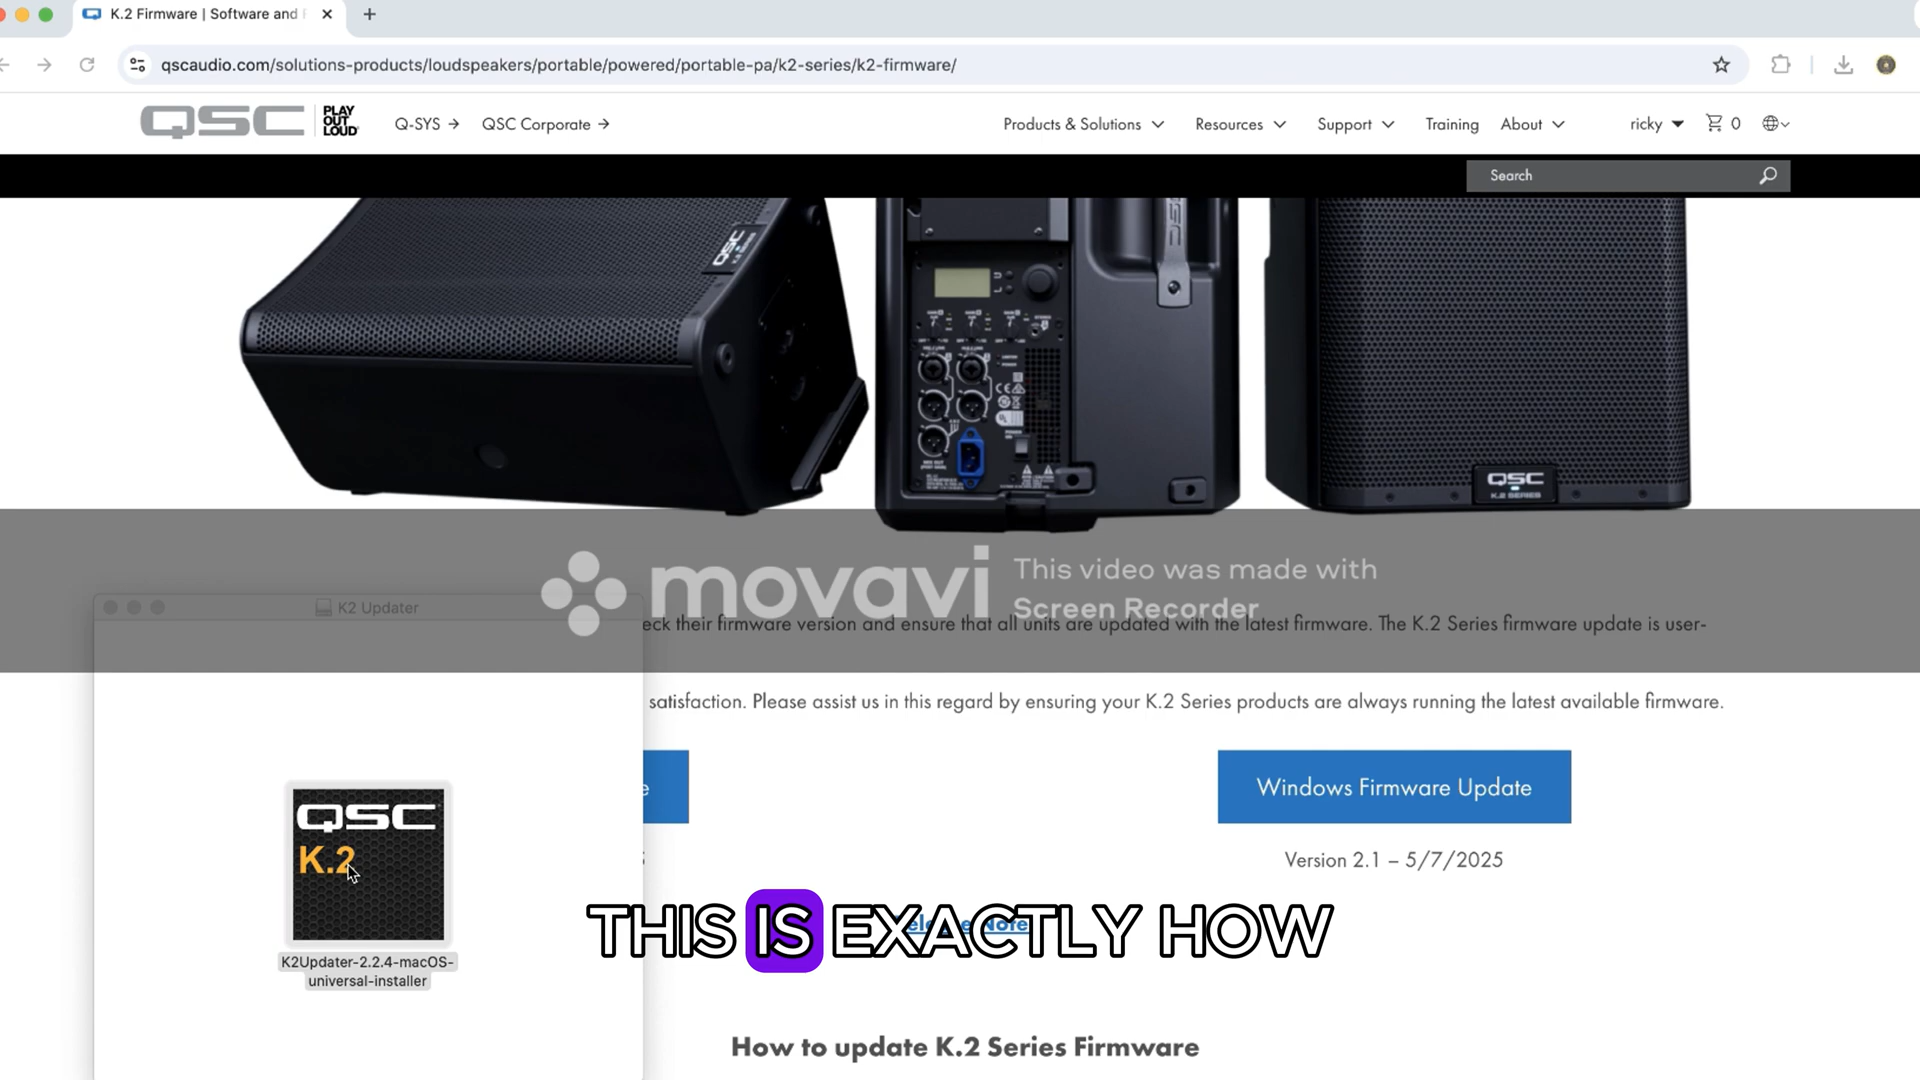 K.2 Firmware | Software and
qscaudio.com/solutions-products/loudspeakers/portable/powered/portable-pa/k2-series/k2-firmware/
QSC PLAY OUT LOUD
Q-SYS → QSC Corporate →
Products & Solutions Resources Support Training About ricky 0
Search
QSC
K.2 SERIES
QSC
QSC
K.2 SERIES
movavi
This video was made with
Screen Recorder
K2 Updater
eck their firmware version and ensure that all units are updated with the latest firmware. The K.2 Series firmware update is user-
satisfaction. Please assist us in this regard by ensuring your K.2 Series products are always running the latest available firmware.
e
Windows Firmware Update
Version 2.1 – 5/7/2025
QSC
K.2
K2Updater-2.2.4-macOS-
universal-installer
THIS IS EXACTLY HOW
How to update K.2 Series Firmware